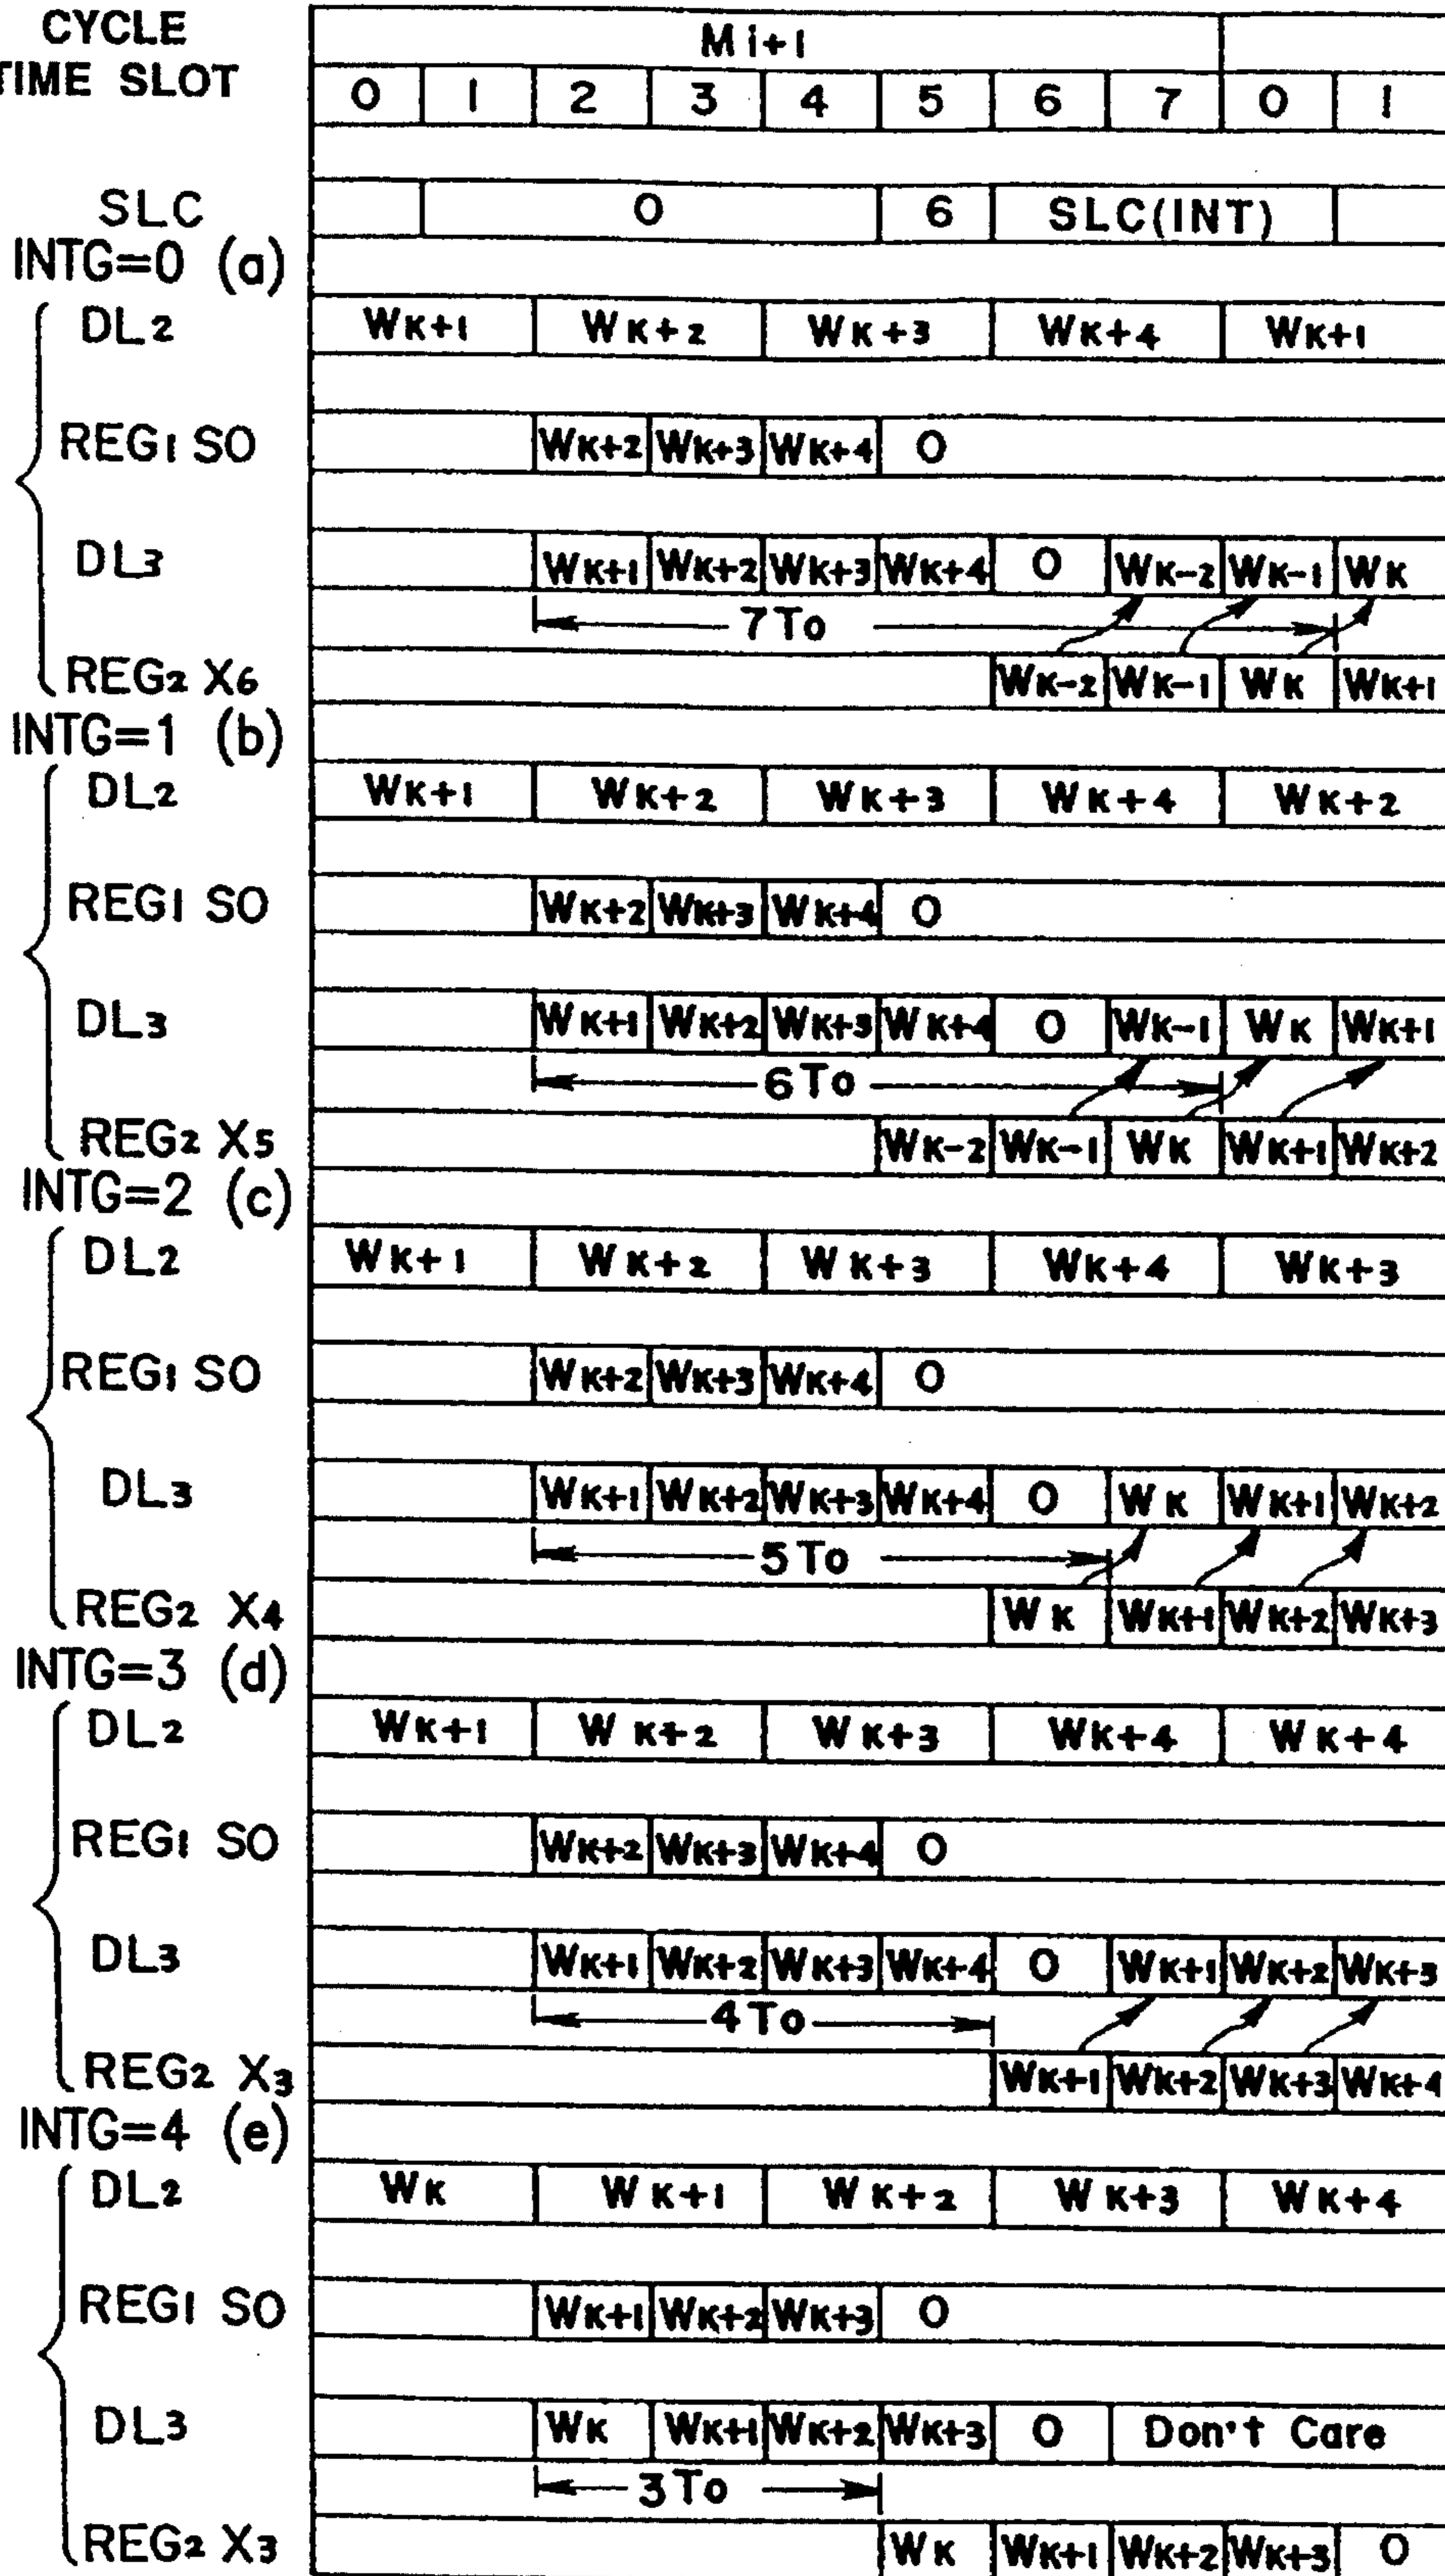 CYCLE Mi+1
TIME SLOT 0 1 2 3 4 5 6 7 0 1
SLC 0 6 SLC(INT)
INTG=0 (a)
DL2 WK+1 WK+2 WK+3 WK+4 WK+1
REG1 SO WK+2 WK+3 WK+4 0
DL3 WK+1 WK+2 WK+3 WK+4 0 WK-2 WK-1 WK
7To
REG2 X6 WK-2 WK-1 WK WK+1
INTG=1 (b)
DL2 WK+1 WK+2 WK+3 WK+4 WK+2
REG1 SO WK+2 WK+3 WK+4 0
DL3 WK+1 WK+2 WK+3 WK+4 0 WK-1 WK WK+1
6To
REG2 X5 WK-2 WK-1 WK WK+1 WK+2
INTG=2 (c)
DL2 WK+1 WK+2 WK+3 WK+4 WK+3
REG1 SO WK+2 WK+3 WK+4 0
DL3 WK+1 WK+2 WK+3 WK+4 0 WK WK+1 WK+2
5To
REG2 X4 WK WK+1 WK+2 WK+3
INTG=3 (d)
DL2 WK+1 WK+2 WK+3 WK+4 WK+4
REG1 SO WK+2 WK+3 WK+4 0
DL3 WK+1 WK+2 WK+3 WK+4 0 WK+1 WK+2 WK+3
4To
REG2 X3 WK+1 WK+2 WK+3 WK+4
INTG=4 (e)
DL2 WK WK+1 WK+2 WK+3 WK+4
REG1 SO WK+1 WK+2 WK+3 0
DL3 WK WK+1 WK+2 WK+3 0 Don't Care
3To
REG2 X3 WK WK+1 WK+2 WK+3 0